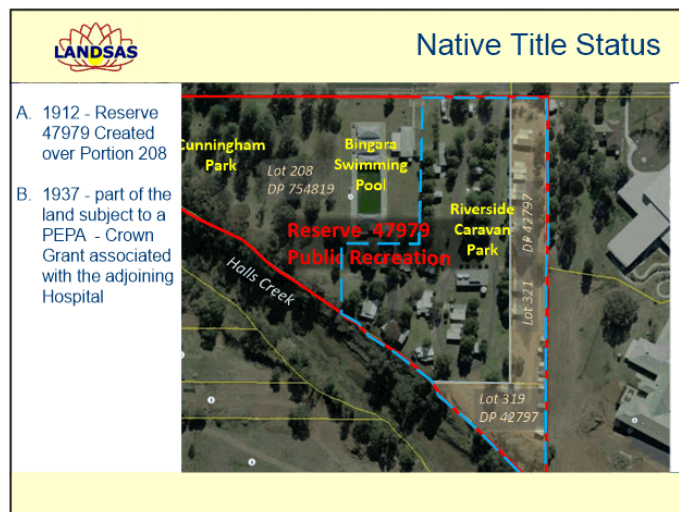 LANDSAS
Native Title Status
A. 1912 - Reserve
47979 Created
over Portion 208
B. 1937 - part of the
land subject to a
PEPA - Crown
Grant associated
with the adjoining
Hospital
Cunningham
Park
Lot 208
DP 754819
Bingara
Swimming
Pool
Riverside
Caravan
Park
DP 42797
Lot 321
Reserve 47979
Public Recreation
Halls Creek
Lot 319
DP 42797